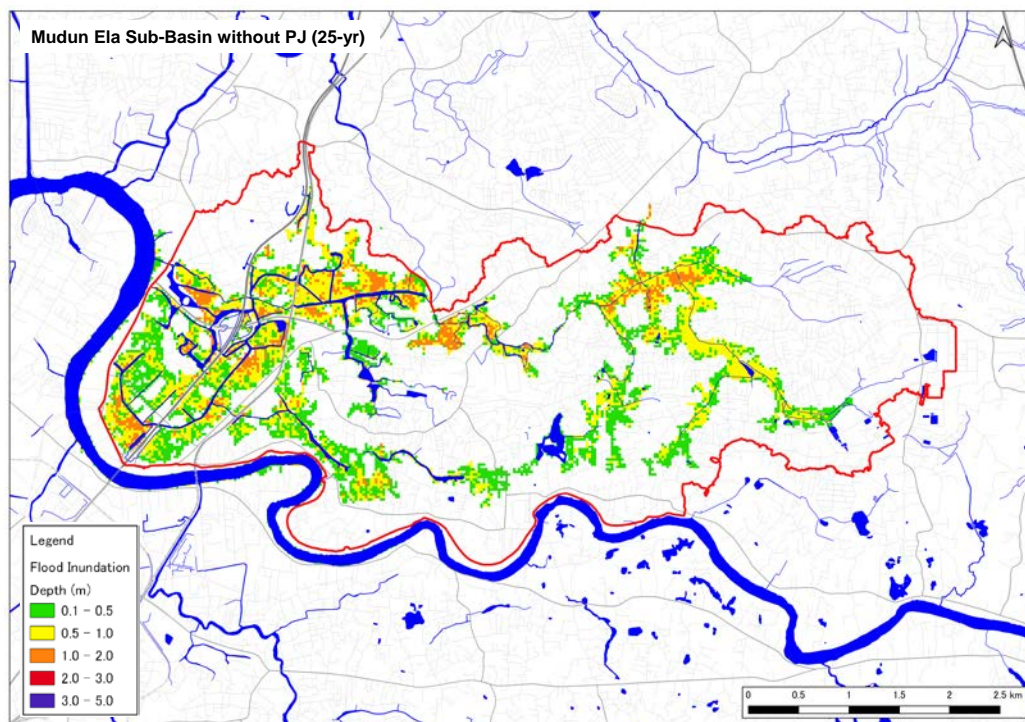 Mudun Ela Sub-Basin without PJ (25-yr)
Legend
Flood Inundation
Depth (m)
0.1 - 0.5
0.5 - 1.0
1.0 - 2.0
2.0 - 3.0
3.0 - 5.0
0 0.5 1 1.5 2 2.5 km